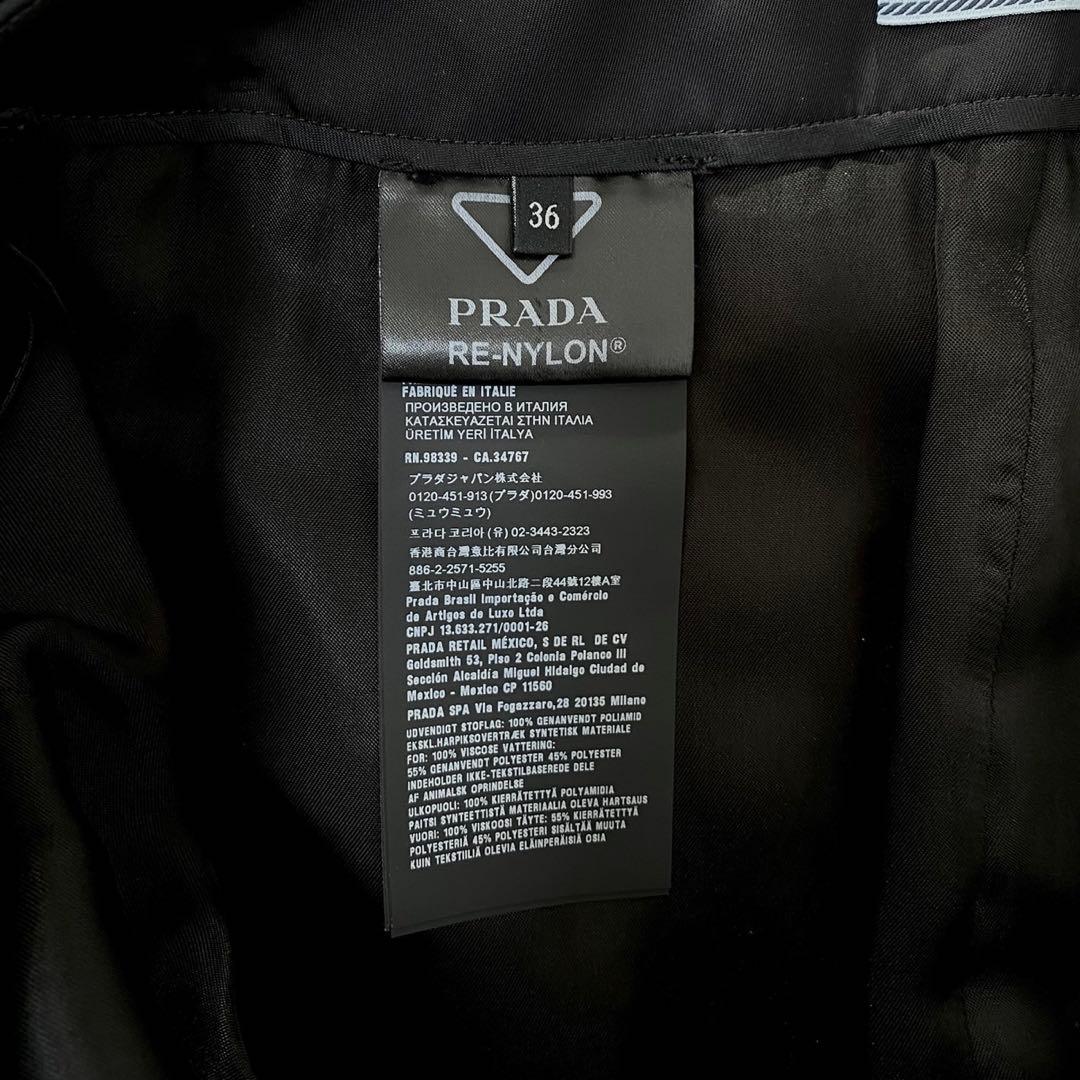 36
PRADA
RE-NYLON®
FABRIQUÉ EN ITALIE
ПРОИЗВЕДЕНО В ИТАЛИЯ
ΚΑΤΑΣΚΕΥΑΖΕΤΑΙ ΣΤΗΝ ΙΤΑΛΙΑ
ÜRETİM YERİ İTALYA
RN.98339 - CA.34767
プラダジャパン株式会社
0120-451-913(プラダ)0120-451-993
(ミュウミュウ)
프라다 코리아 (유) 02-3443-2323
香港商台灣意比有限公司台灣分公司
886-2-2571-5255
臺北市中山區中山北路二段44號12樓A室
Prada Brasil Importação e Comércio
de Artigos de Luxo Ltda
CNPJ 13.633.271/0001-26
PRADA RETAIL MÉXICO, S DE RL DE CV
Goldsmith 53, Piso 2 Colonia Polanco III
Sección Alcaldía Miguel Hidalgo Ciudad de
Mexico - Mexico CP 11560
PRADA SPA Via Fogazzaro,28 20135 Milano
UDVENDIGT STOFLAG: 100% GENANVENDT POLIAMID
EKSKL.HARPIKSOVERTRÆK SYNTETISK MATERIALE
FOR: 100% VISCOSE VATTERING:
55% GENANVENDT POLYESTER 45% POLYESTER
INDEHOLDER IKKE-TEKSTILBASEREDE DELE
AF ANIMALSK OPRINDELSE
ULKOPUOLI: 100% KIERRÄTETTYÄ POLYAMIDIA
PAITSI SYNTEETTISTÄ MATERIAALIA OLEVA HARTSAUS
VUORI: 100% VISKOOSI TÄYTE: 55% KIERRÄTETTYÄ
POLYESTERIÄ 45% POLYESTERI SISÄLTÄÄ MUUTA
KUIN TEKSTIILIÄ OLEVIA ELÄINPERÄISIÄ OSIA